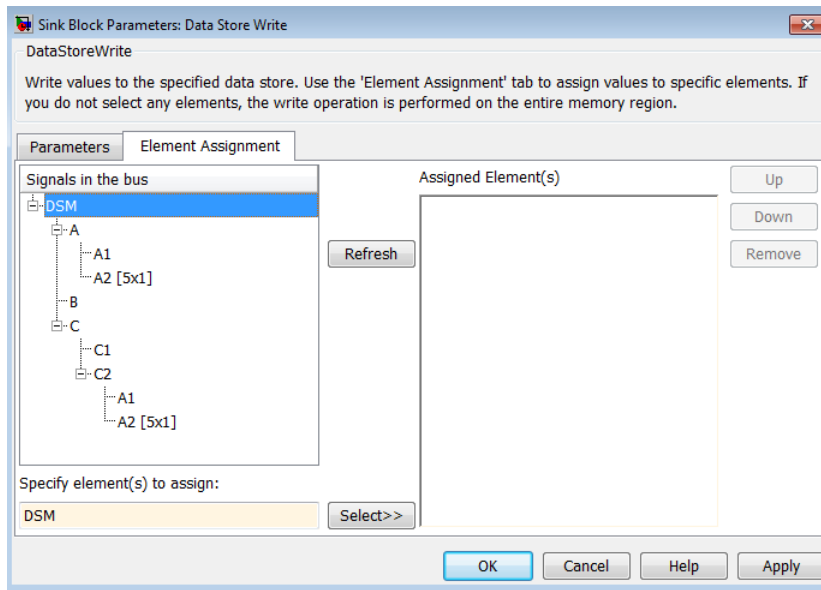 Sink Block Parameters: Data Store Write
DataStoreWrite
Write values to the specified data store. Use the 'Element Assignment' tab to assign values to specific elements. If
you do not select any elements, the write operation is performed on the entire memory region.
Parameters Element Assignment
Signals in the bus
DSM
A
A1
A2 [5x1]
B
C
C1
C2
A1
A2 [5x1]
Specify element(s) to assign:
DSM
Refresh
Select>>
Assigned Element(s)
Up
Down
Remove
OK Cancel Help Apply